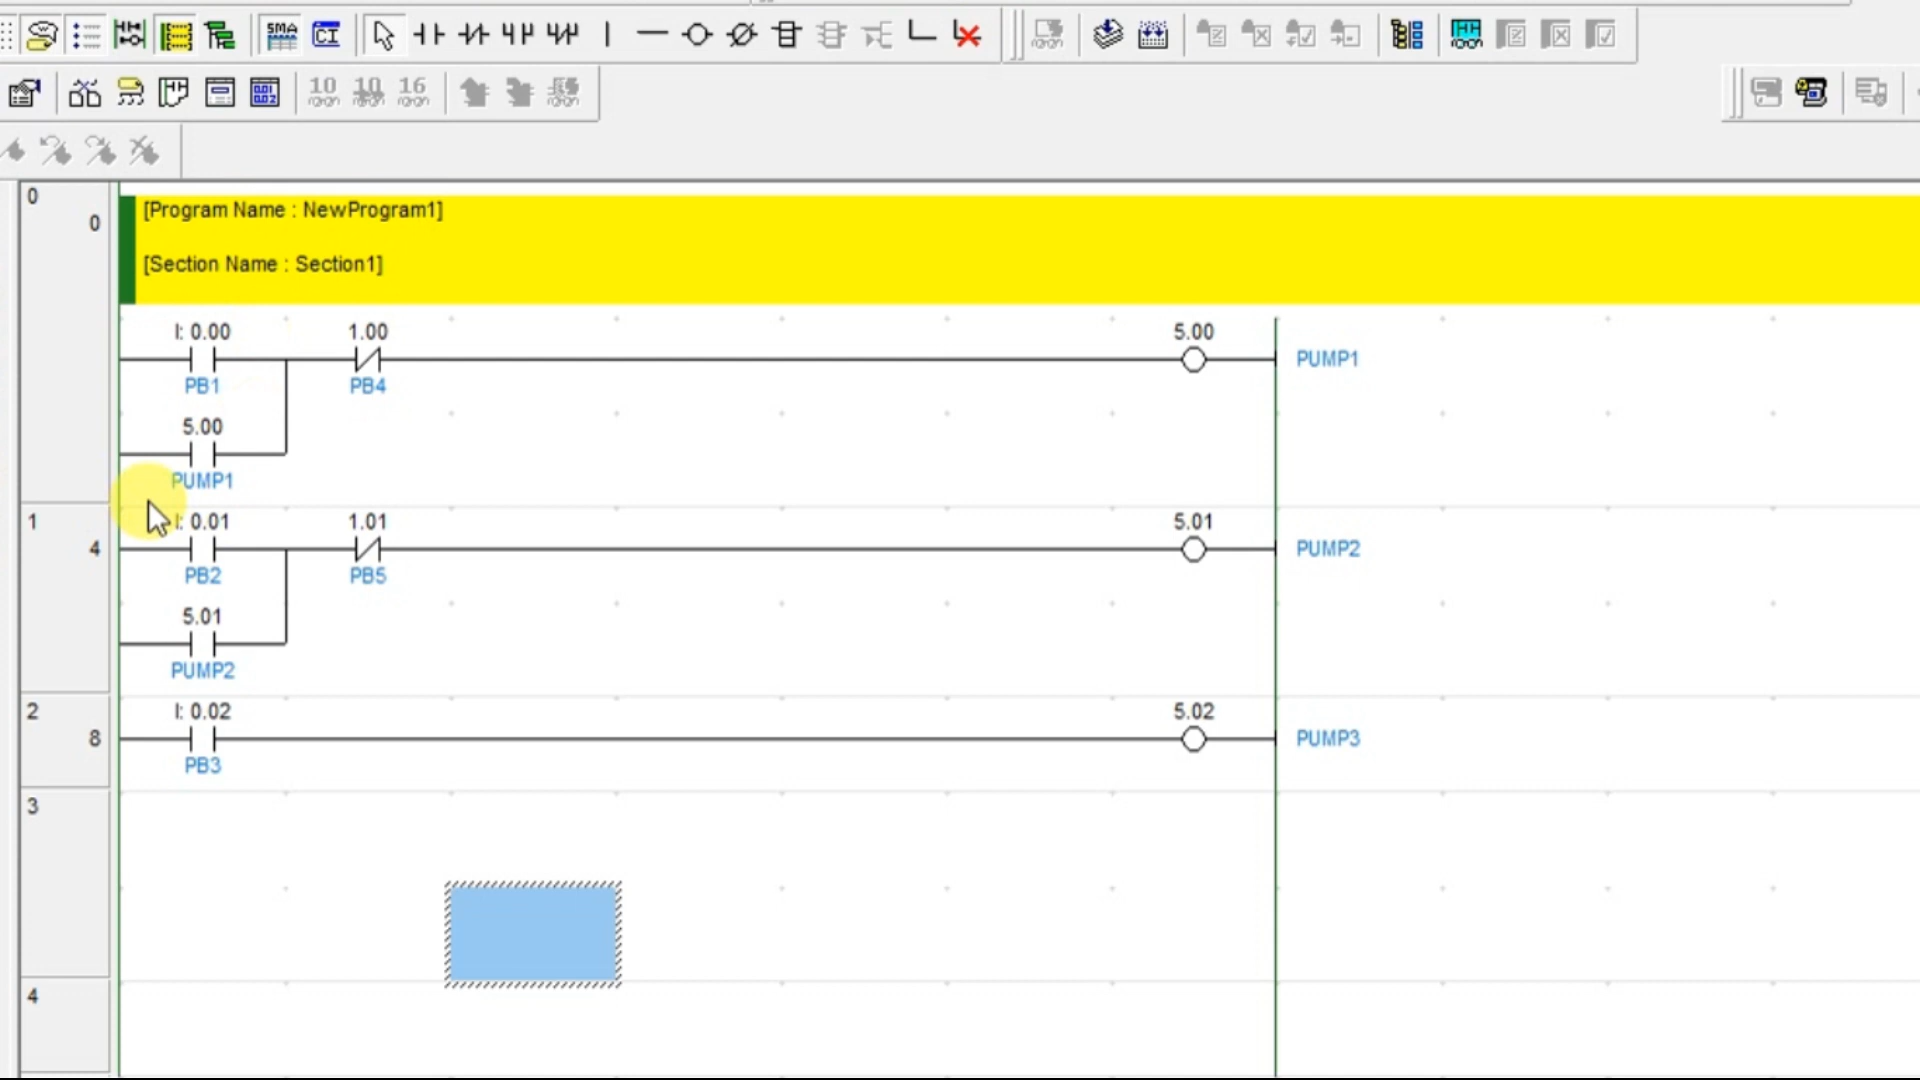 SMA CI
10 10 16
0
0
[Program Name : NewProgram1]
[Section Name : Section1]
I: 0.00 1.00 5.00
PB1 PB4 PUMP1
5.00
PUMP1
1
4
I: 0.01 1.01 5.01
PB2 PB5 PUMP2
5.01
PUMP2
2
8
I: 0.02 5.02
PB3 PUMP3
3
4